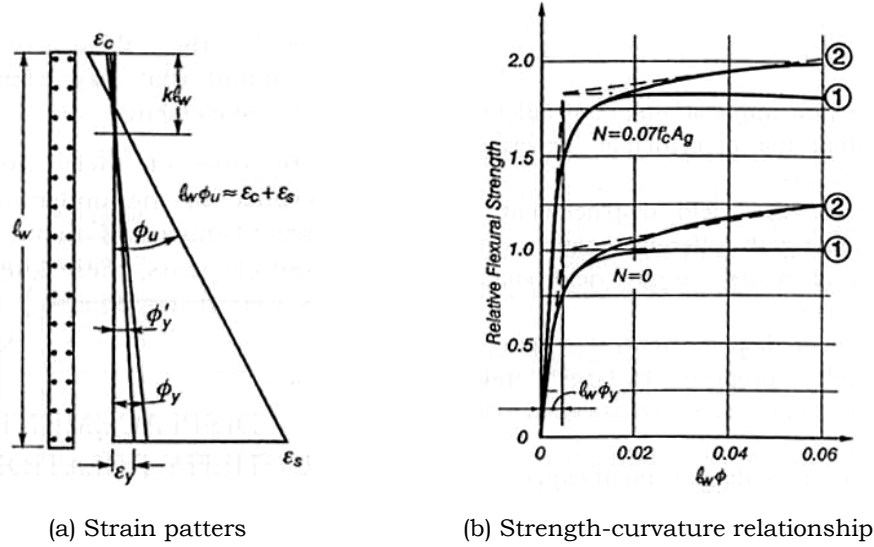 εc
kℓw
ℓw
ℓwφu≈εc+εs
φu
φ'y
φy
εy
εs
(a) Strain patters
Relative Flexural Strength
2.0
1.5
1.0
0.5
0
②
①
N=0.07f'cAg
②
①
N=0
ℓwφy
0 0.02 0.04 0.06
ℓwφ
(b) Strength-curvature relationship